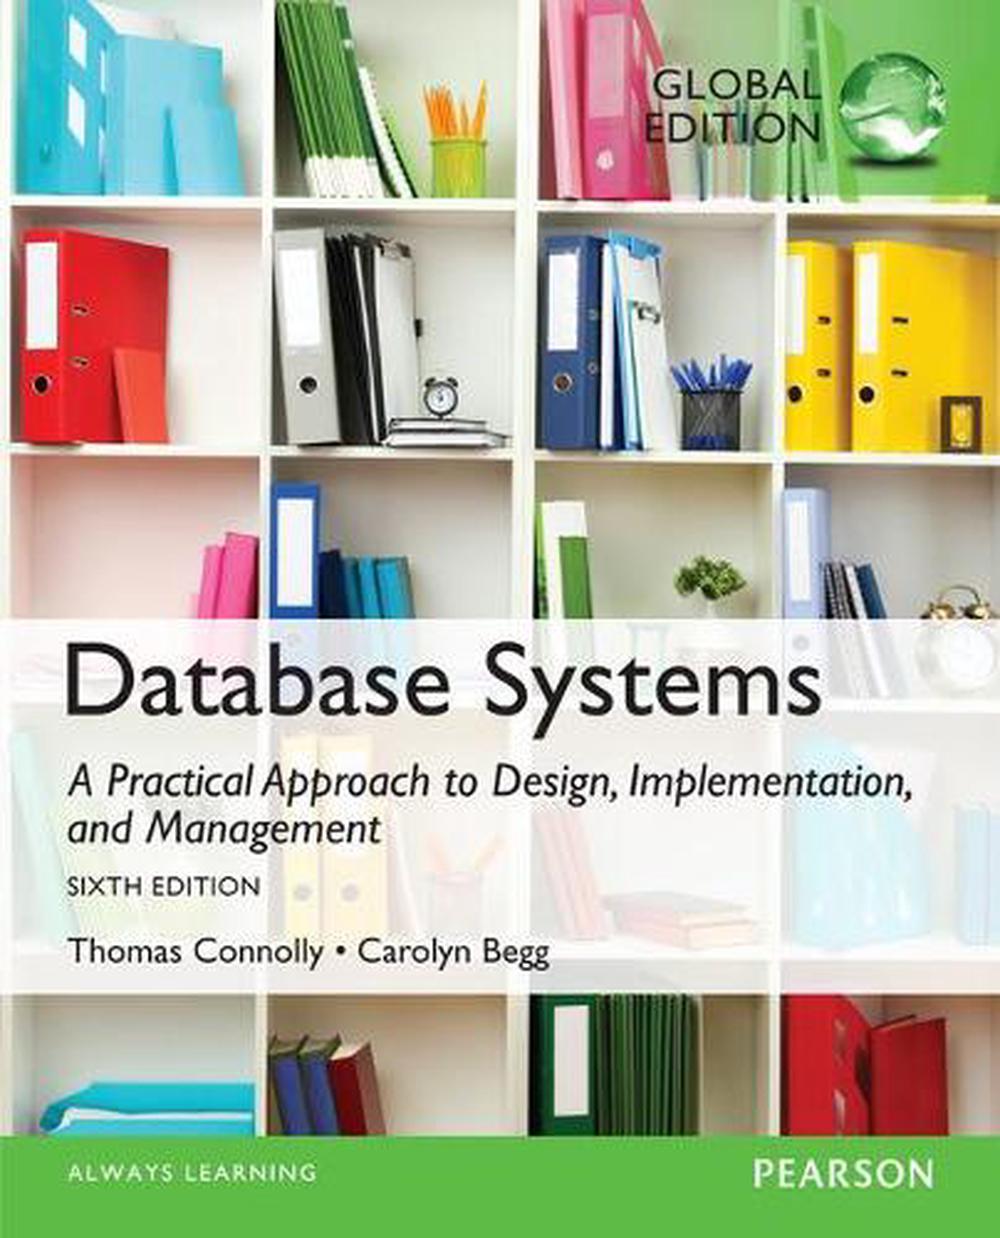 GLOBAL
EDITION
Database Systems
A Practical Approach to Design, Implementation,
and Management
SIXTH EDITION
Thomas Connolly • Carolyn Begg
ALWAYS LEARNING
PEARSON